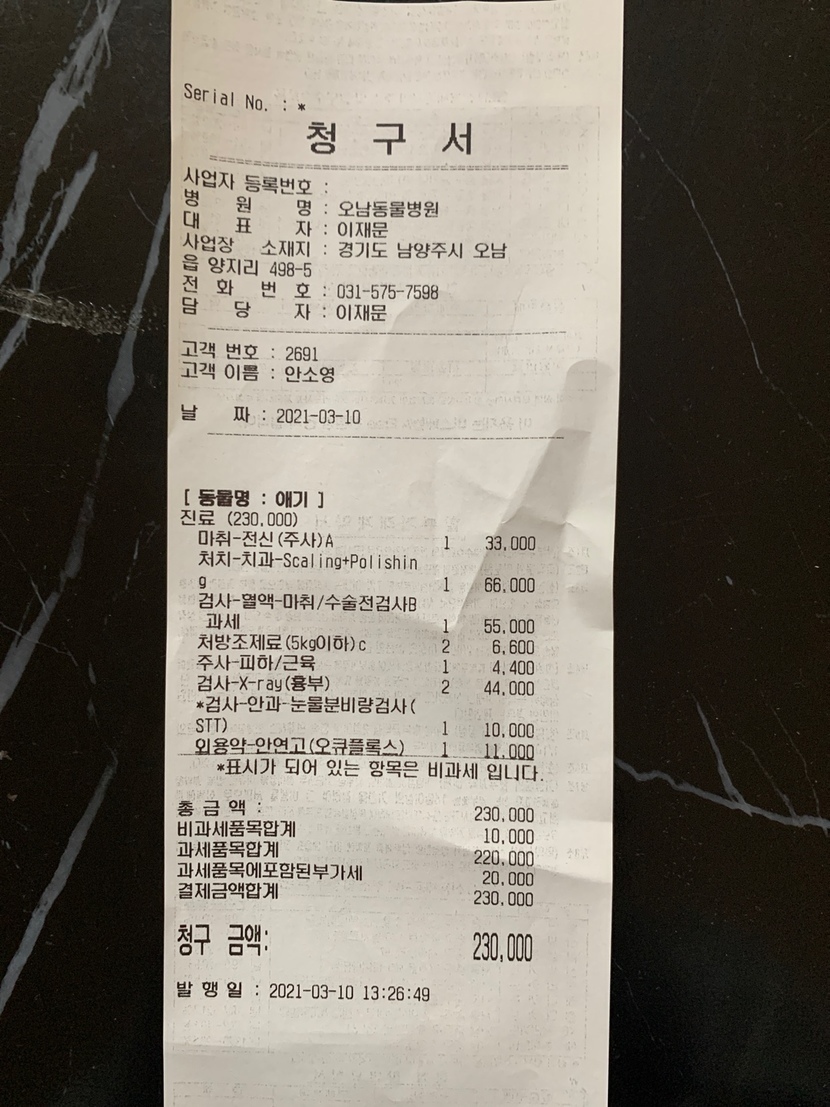 Serial No. : *
청 구 서
사업자 등록번호 :
병 원 명 : 오남동물병원
대 표 자 : 이재문
사업장 소재지 : 경기도 남양주시 오남
읍 양지리 498-5
전 화 번 호 : 031-575-7598
담 당 자 : 이재문
고객 번호 : 2691
고객 이름 : 안소영
날 짜 : 2021-03-10
[ 동물명 : 애기 ]
진료 (230,000)
마취-전신(주사)A 1 33,000
처치-치과-Scaling+Polishin
g 1 66,000
검사-혈액-마취/수술전검사B
과세 1 55,000
처방조제료(5kg이하)c 2 6,600
주사-피하/근육 1 4,400
검사-X-ray(흉부) 2 44,000
*검사-안과-눈물분비량검사(
STT) 1 10,000
외용약-안연고(오큐플록스) 1 11,000
*표시가 되어 있는 항목은 비과세 입니다.
총 금 액 : 230,000
비과세품목합계 10,000
과세품목합계 220,000
과세품목에포함된부가세 20,000
결제금액합계 230,000
청구 금액: 230,000
발 행 일 : 2021-03-10 13:26:49